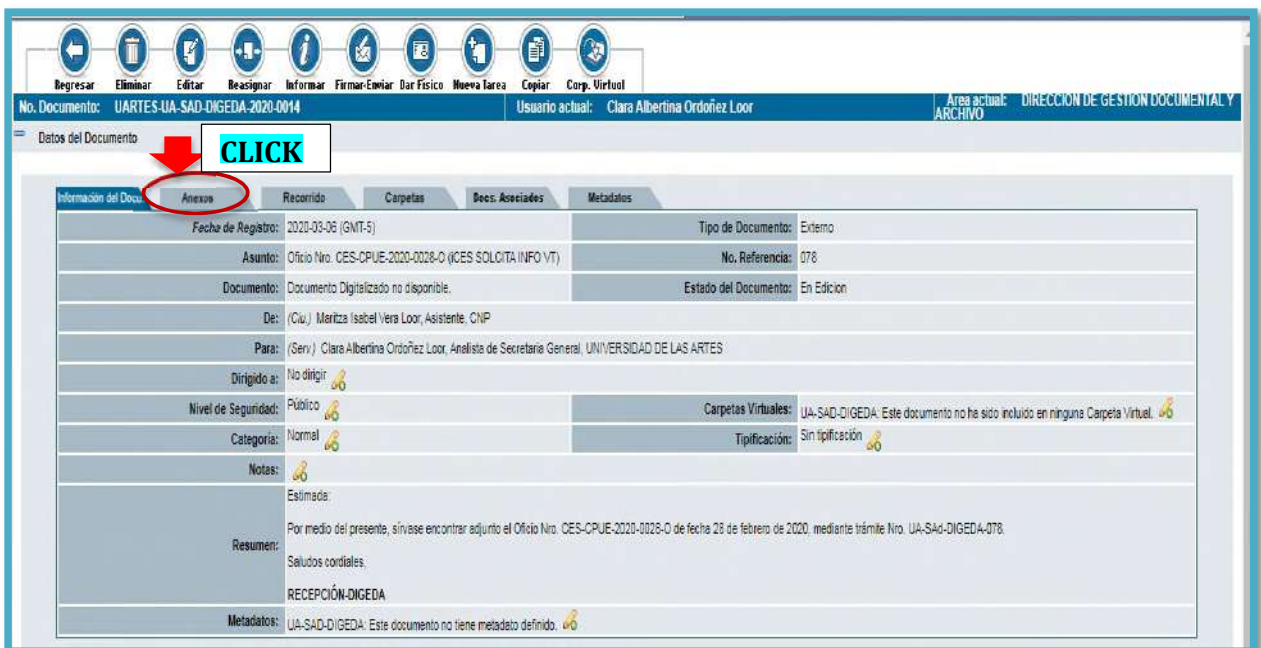 Regresar Eliminar Editar Reasignar Informar Firmar-Enviar Dar Físico Nueva Tarea Copiar Carp. Virtual
No. Documento: UARTES-UA-SAD-DIGEDA-2020-0014 Usuario actual: Clara Albertina Ordoñez Loor Área actual: DIRECCIÓN DE GESTIÓN DOCUMENTAL Y ARCHIVO
Datos del Documento
CLICK
Información del Docu. Anexos Recorrido Carpetas Docs. Asociados Metadatos
Fecha de Registro: 2020-03-06 (GMT-5) Tipo de Documento: Externo
Asunto: Oficio Nro. CES-CPUE-2020-0028-O (iCES SOLCITA INFO VT) No. Referencia: 078
Documento: Documento Digitalizado no disponible. Estado del Documento: En Edicion
De: (Ciu.) Maritza Isabel Vera Loor, Asistente, CNP
Para: (Serv.) Clara Albertina Ordoñez Loor, Analista de Secretaria General, UNIVERSIDAD DE LAS ARTES
Dirigido a: No dirigir
Nivel de Seguridad: Público Carpetas Virtuales: UA-SAD-DIGEDA: Este documento no ha sido incluido en ninguna Carpeta Virtual.
Categoría: Normal Tipificación: Sin tipificación
Notas:
Estimada:
Por medio del presente, sírvase encontrar adjunto el Oficio Nro. CES-CPUE-2020-0028-O de fecha 28 de febrero de 2020, mediante trámite Nro. UA-SAd-DIGEDA-078.
Resumen:
Saludos cordiales,
RECEPCIÓN-DIGEDA
Metadatos: UA-SAD-DIGEDA: Este documento no tiene metadato definido.